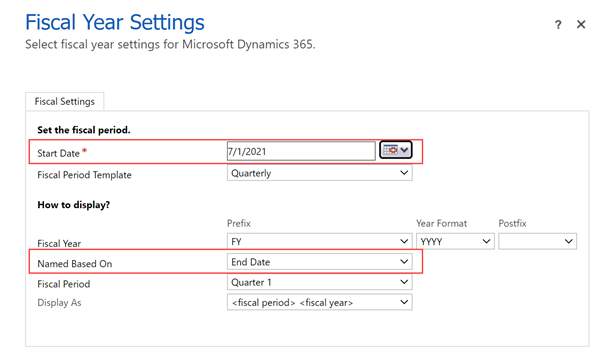 Fiscal Year Settings
? ×
Select fiscal year settings for Microsoft Dynamics 365.
Fiscal Settings
Set the fiscal period.
Start Date * 7/1/2021
Fiscal Period Template Quarterly
How to display?
Prefix Year Format Postfix
Fiscal Year FY YYYY
Named Based On End Date
Fiscal Period Quarter 1
Display As <fiscal period> <fiscal year>